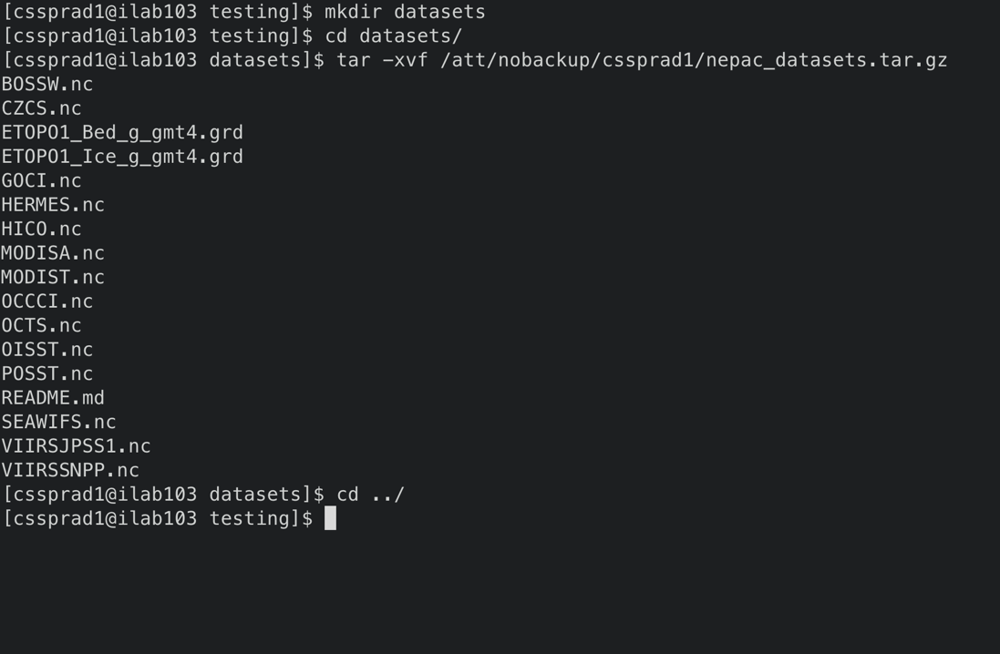 [cssprad1@ilab103 testing]$ mkdir datasets
[cssprad1@ilab103 testing]$ cd datasets/
[cssprad1@ilab103 datasets]$ tar -xvf /att/nobackup/cssprad1/nepac_datasets.tar.gz
BOSSW.nc
CZCS.nc
ETOPO1_Bed_g_gmt4.grd
ETOPO1_Ice_g_gmt4.grd
GOCI.nc
HERMES.nc
HICO.nc
MODISA.nc
MODIST.nc
OCCCI.nc
OCTS.nc
OISST.nc
POSST.nc
README.md
SEAWIFS.nc
VIIRSJPSS1.nc
VIIRSSNPP.nc
[cssprad1@ilab103 datasets]$ cd ../
[cssprad1@ilab103 testing]$